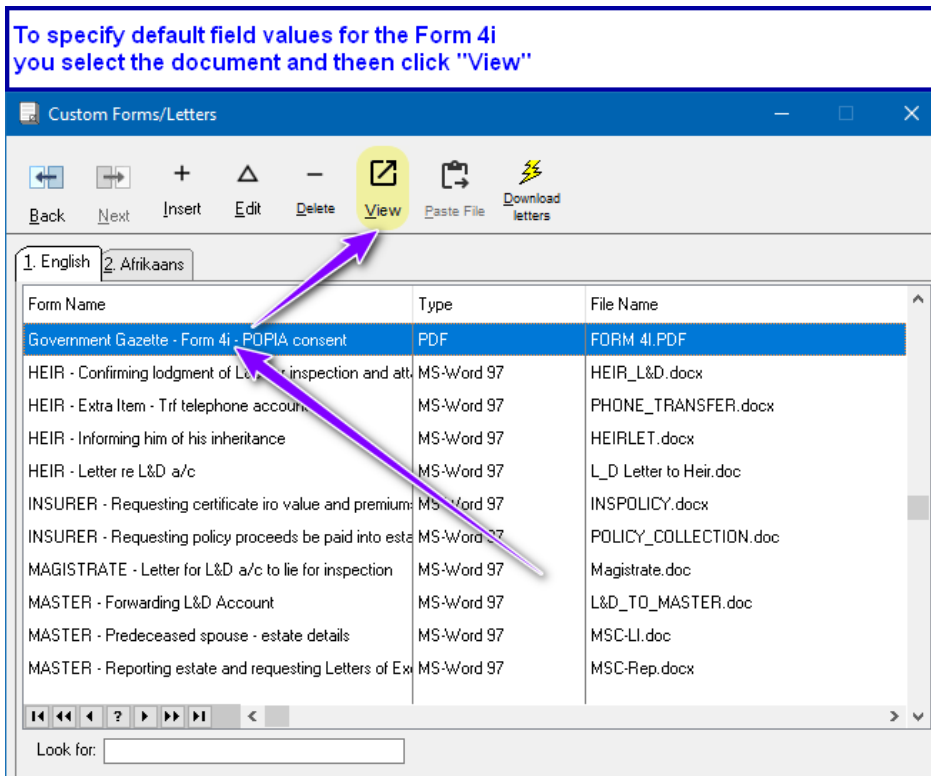 To specify default field values for the Form 4i
you select the document and theen click "View"
Custom Forms/Letters
Back Next Insert Edit Delete View Paste File Download letters
1. English 2. Afrikaans
Form Name Type File Name
Government Gazette - Form 4i - POPIA consent PDF FORM 4I.PDF
HEIR - Confirming lodgment of L& inspection and att MS-Word 97 HEIR_L&D.docx
HEIR - Extra Item - Trf telephone accoun MS-Word 97 PHONE_TRANSFER.docx
HEIR - Informing him of his inheritance MS-Word 97 HEIRLET.docx
HEIR - Letter re L&D a/c MS-Word 97 L_D Letter to Heir.doc
INSURER - Requesting certificate iro value and premium MS-Word 97 INSPOLICY.docx
INSURER - Requesting policy proceeds be paid into esta MS-Word 97 POLICY_COLLECTION.doc
MAGISTRATE - Letter for L&D a/c to lie for inspection MS-Word 97 Magistrate.doc
MASTER - Forwarding L&D Account MS-Word 97 L&D_TO_MASTER.doc
MASTER - Predeceased spouse - estate details MS-Word 97 MSC-LI.doc
MASTER - Reporting estate and requesting Letters of Ex MS-Word 97 MSC-Rep.docx
?
Look for: